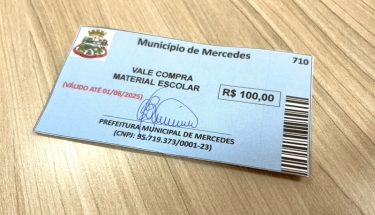 Município de Mercedes
710
VALE COMPRA
MATERIAL ESCOLAR
R$ 100,00
(VÁLIDO ATÉ 01/08/2025)
PREFEITURA MUNICIPAL DE MERCEDES
(CNPJ: 95.719.373/0001-23)